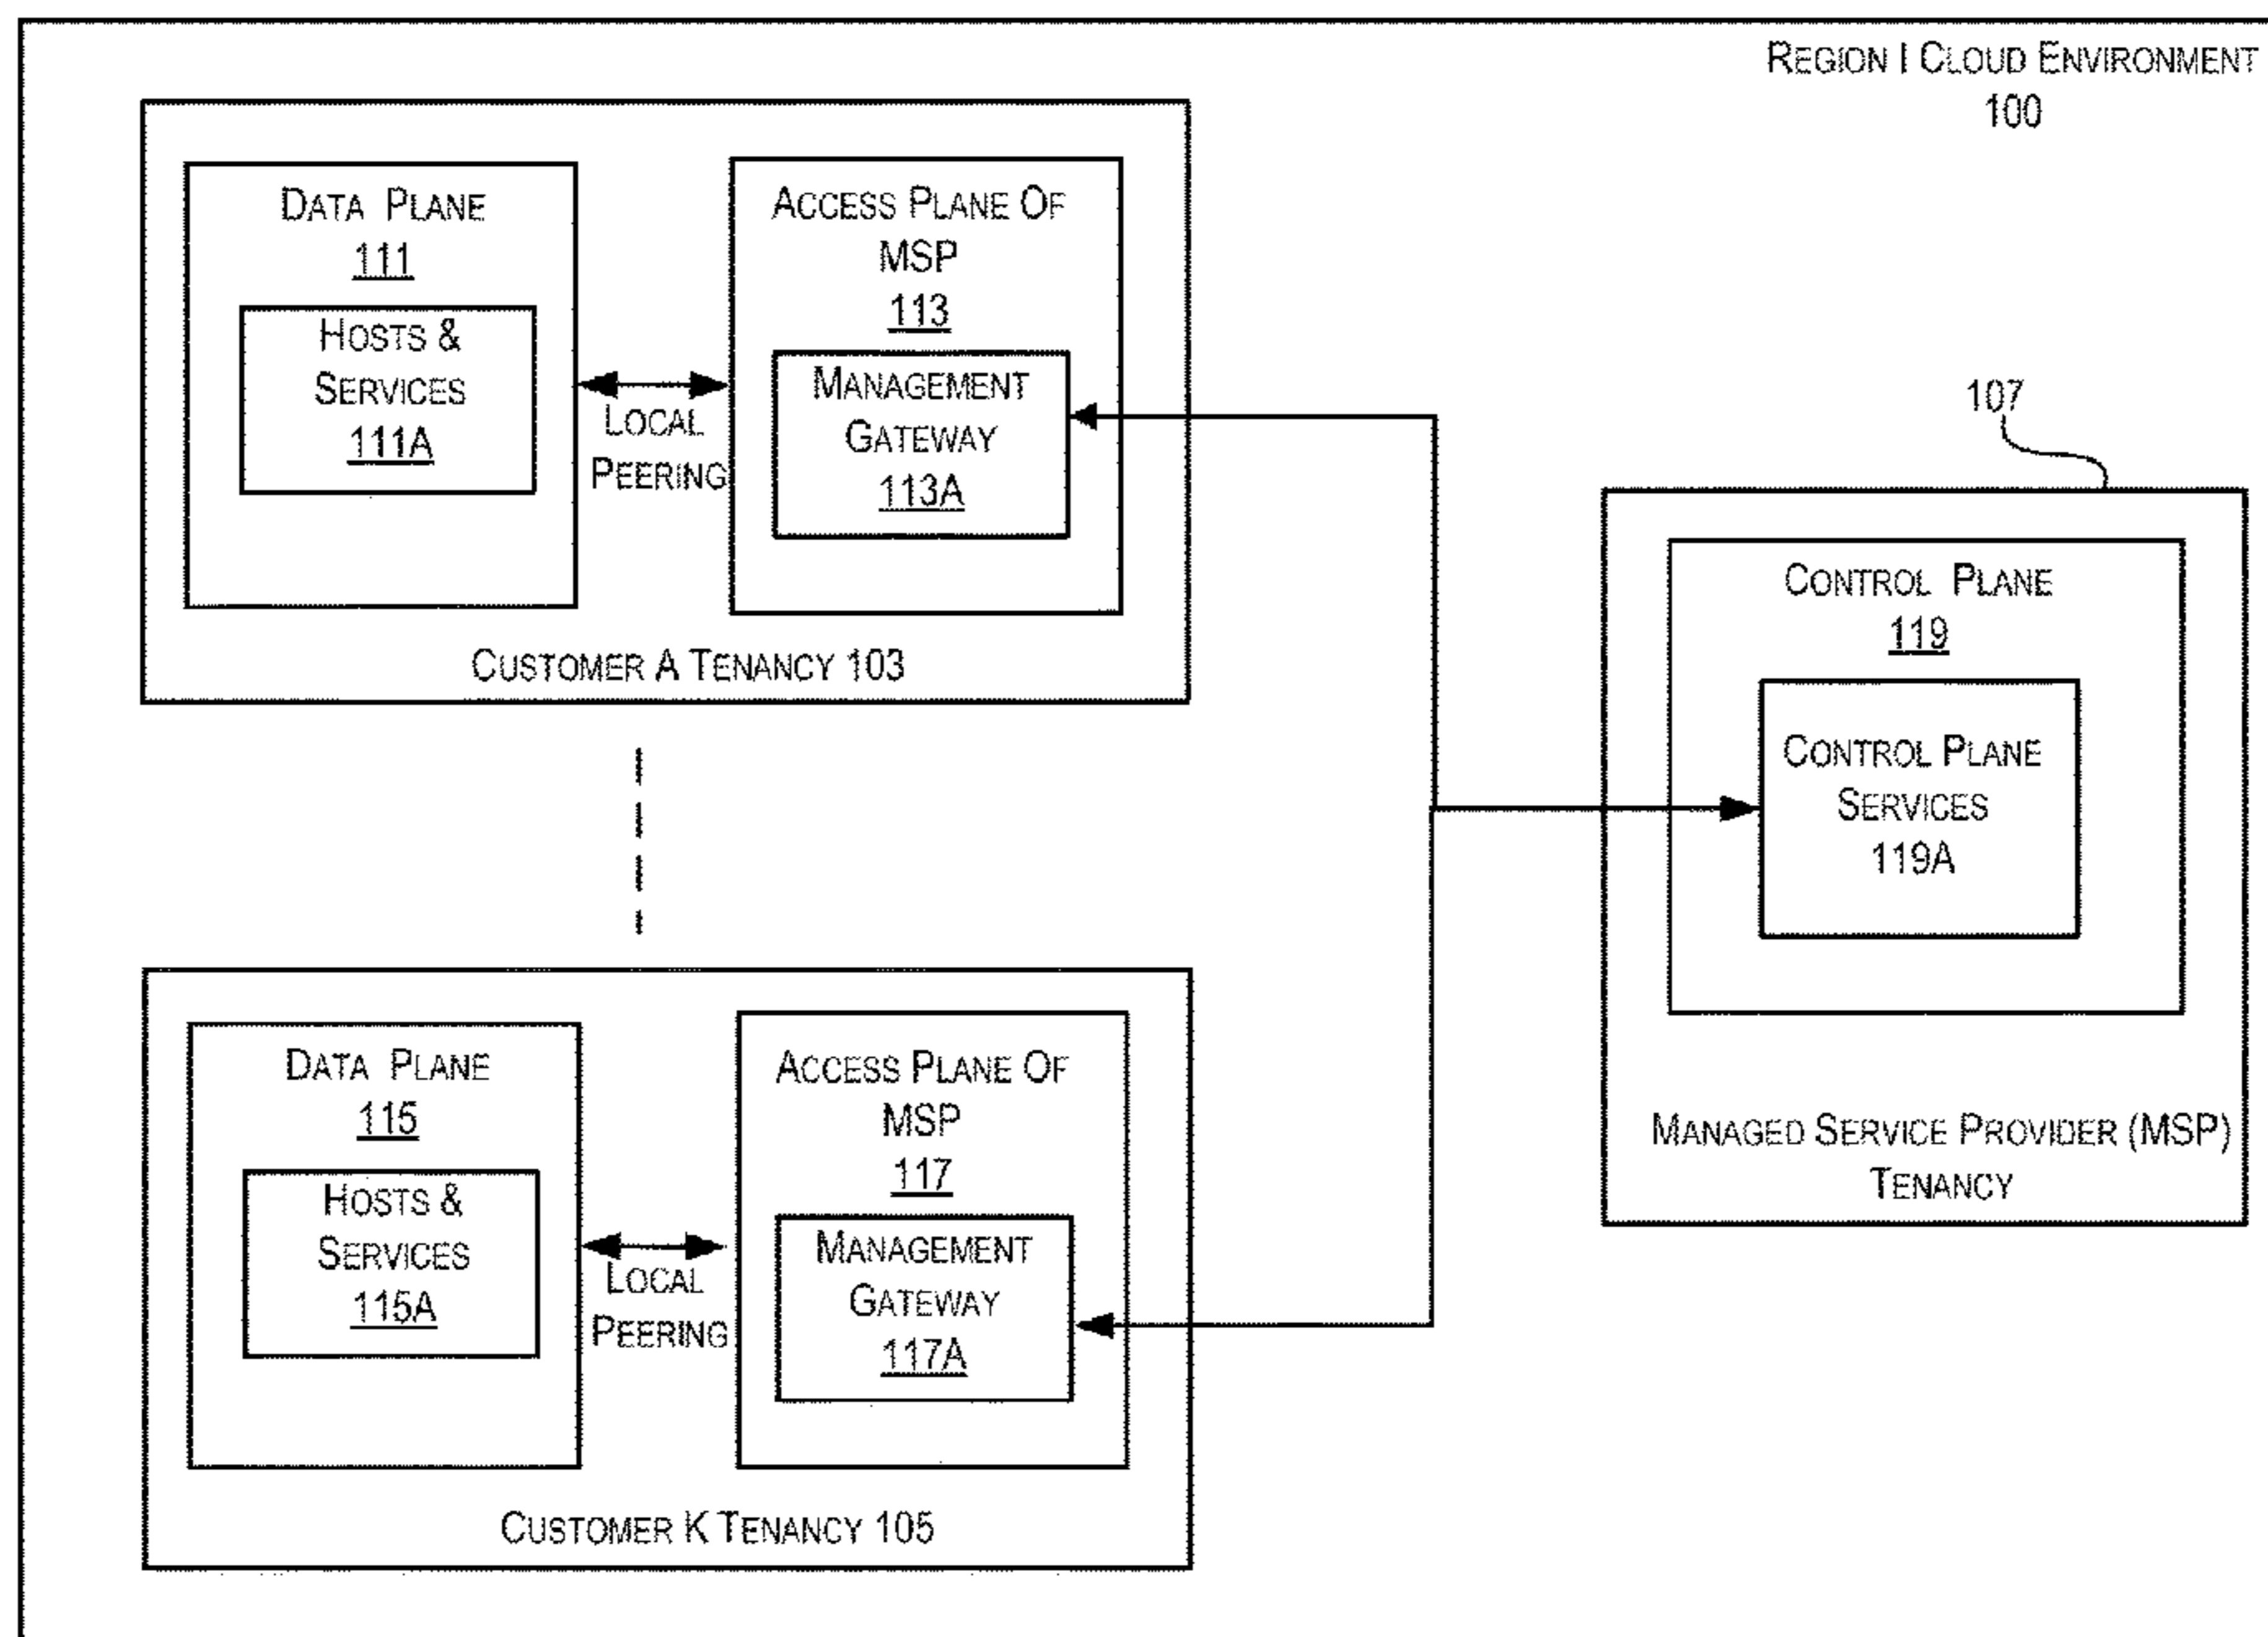 REGION I CLOUD ENVIRONMENT
100
DATA PLANE
111
HOSTS &
SERVICES
111A
LOCAL
PEERING
ACCESS PLANE OF
MSP
113
MANAGEMENT
GATEWAY
113A
CUSTOMER A TENANCY 103
107
CONTROL PLANE
119
CONTROL PLANE
SERVICES
119A
MANAGED SERVICE PROVIDER (MSP)
TENANCY
DATA PLANE
115
HOSTS &
SERVICES
115A
LOCAL
PEERING
ACCESS PLANE OF
MSP
117
MANAGEMENT
GATEWAY
117A
CUSTOMER K TENANCY 105